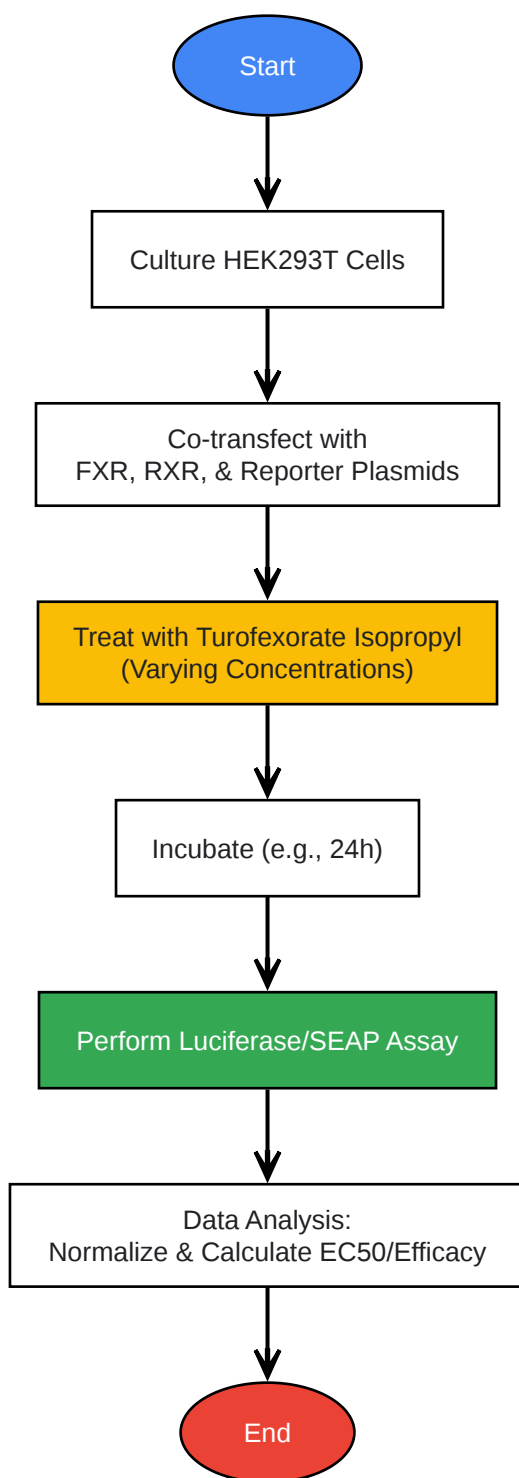 Start
Culture HEK293T Cells
Co-transfect with
FXR, RXR, & Reporter Plasmids
Treat with Turofexorate Isopropyl
(Varying Concentrations)
Incubate (e.g., 24h)
Perform Luciferase/SEAP Assay
Data Analysis:
Normalize & Calculate EC50/Efficacy
End